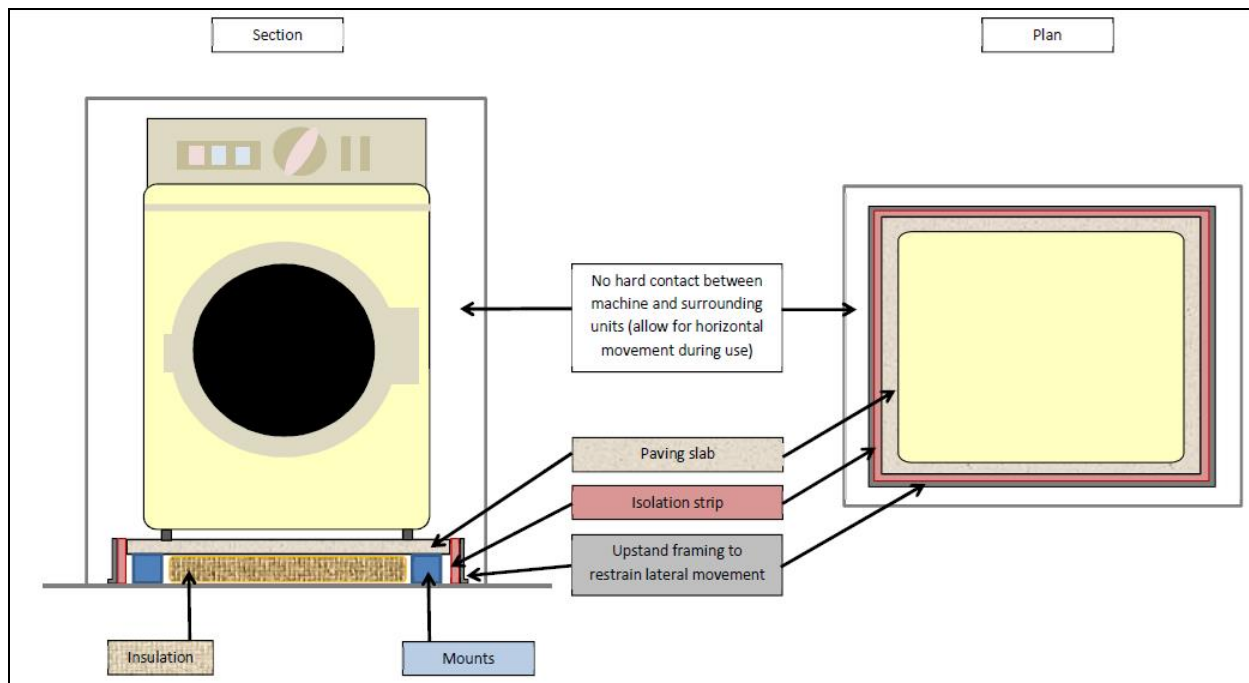 Section
Plan
No hard contact between
machine and surrounding
units (allow for horizontal
movement during use)
Paving slab
Isolation strip
Upstand framing to
restrain lateral movement
Insulation
Mounts